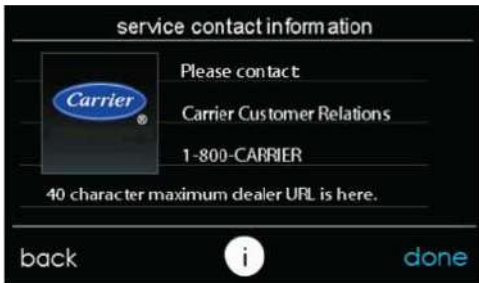 service contact information
Please contact:
Carrier
®
Carrier Customer Relations
1-800-CARRIER
40 character maximum dealer URL is here.
back
i
done